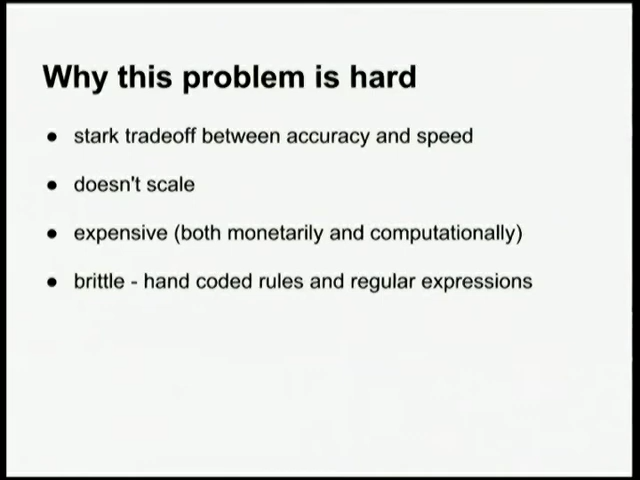 Why this problem is hard
● stark tradeoff between accuracy and speed
● doesn't scale
● expensive (both monetarily and computationally)
● brittle - hand coded rules and regular expressions